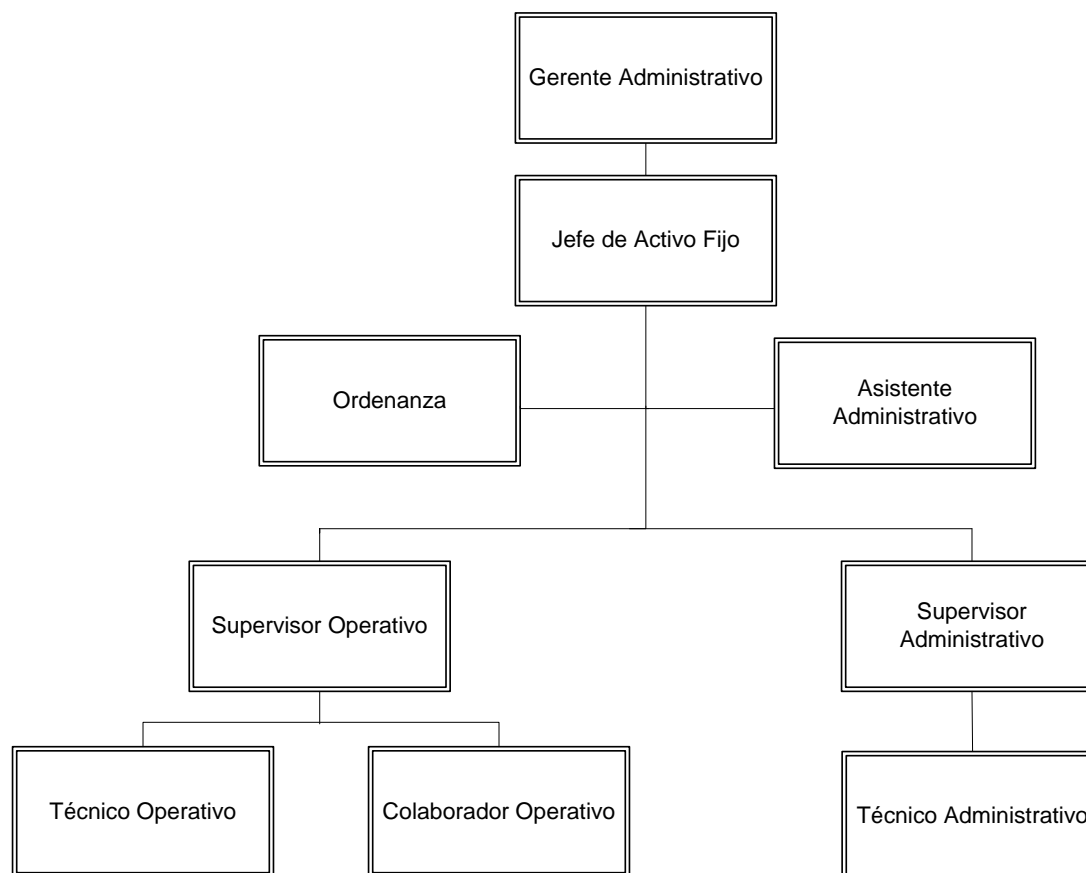 Gerente Administrativo
Jefe de Activo Fijo
Ordenanza
Asistente
Administrativo
Supervisor Operativo
Supervisor
Administrativo
Técnico Operativo
Colaborador Operativo
Técnico Administrativo